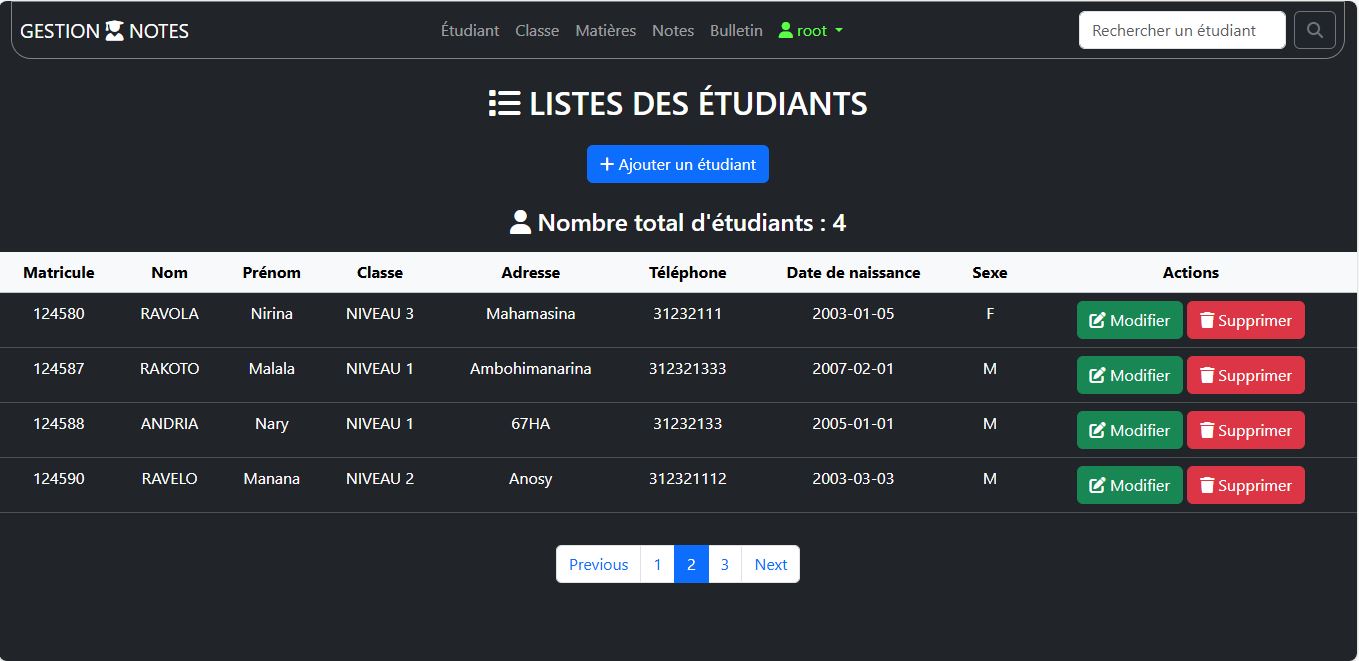 GESTION NOTES Étudiant Classe Matières Notes Bulletin root Rechercher un étudiant
LISTES DES ÉTUDIANTS
Ajouter un étudiant
Nombre total d'étudiants : 4
Matricule Nom Prénom Classe Adresse Téléphone Date de naissance Sexe Actions
124580 RAVOLA Nirina NIVEAU 3 Mahamasina 31232111 2003-01-05 F Modifier Supprimer
124587 RAKOTO Malala NIVEAU 1 Ambohimanarina 312321333 2007-02-01 M Modifier Supprimer
124588 ANDRIA Nary NIVEAU 1 67HA 31232133 2005-01-01 M Modifier Supprimer
124590 RAVELO Manana NIVEAU 2 Anosy 312321112 2003-03-03 M Modifier Supprimer
Previous 1 2 3 Next